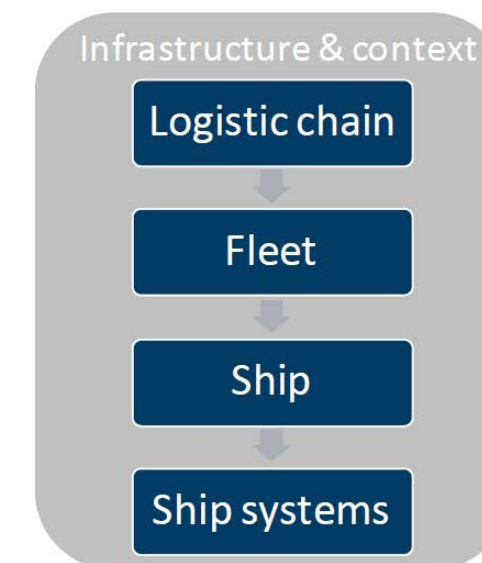 Infrastructure & context
Logistic chain
Fleet
Ship
Ship systems